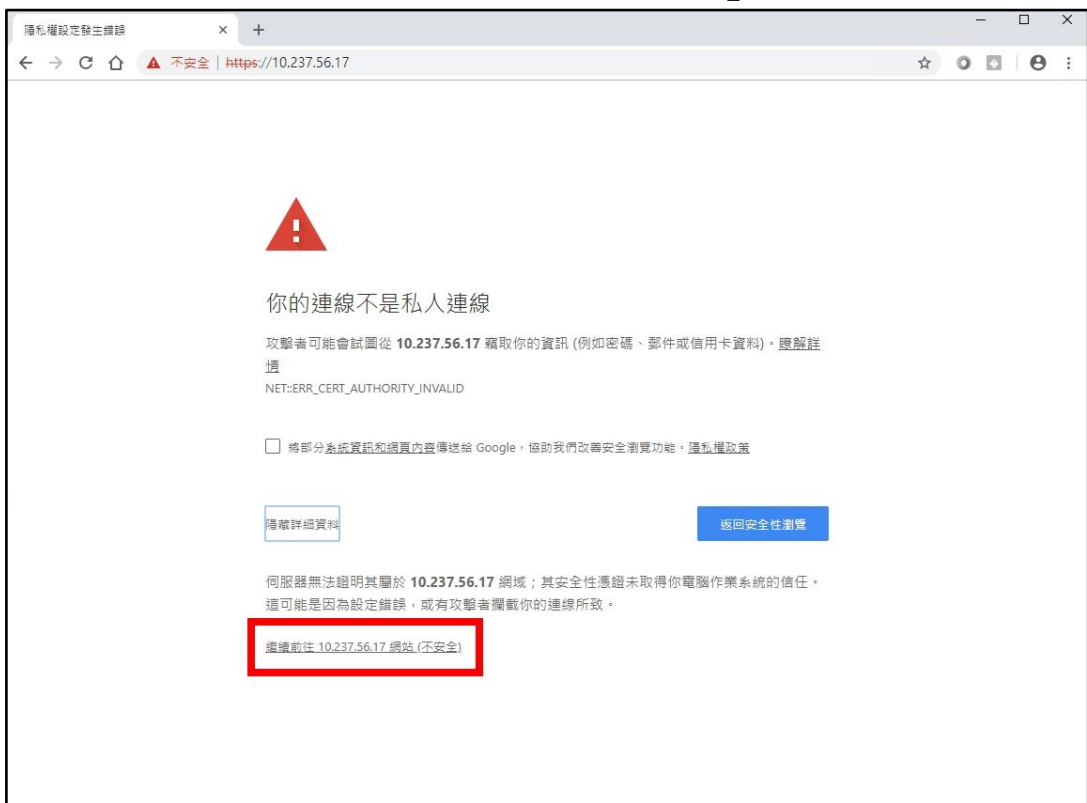 隱私權設定發生錯誤
不安全 | https://10.237.56.17
你的連線不是私人連線
攻擊者可能會試圖從 10.237.56.17 竊取你的資訊 (例如密碼、郵件或信用卡資料)。瞭解詳
情
NET::ERR_CERT_AUTHORITY_INVALID
將部分系統資訊和網頁內容傳送給 Google，協助我們改善安全瀏覽功能。隱私權政策
隱藏詳細資料
返回安全性瀏覽
伺服器無法證明其屬於 10.237.56.17 網域；其安全性憑證未取得你電腦作業系統的信任。
這可能是因為設定錯誤，或有攻擊者攔截你的連線所致。
繼續前往 10.237.56.17 網站 (不安全)